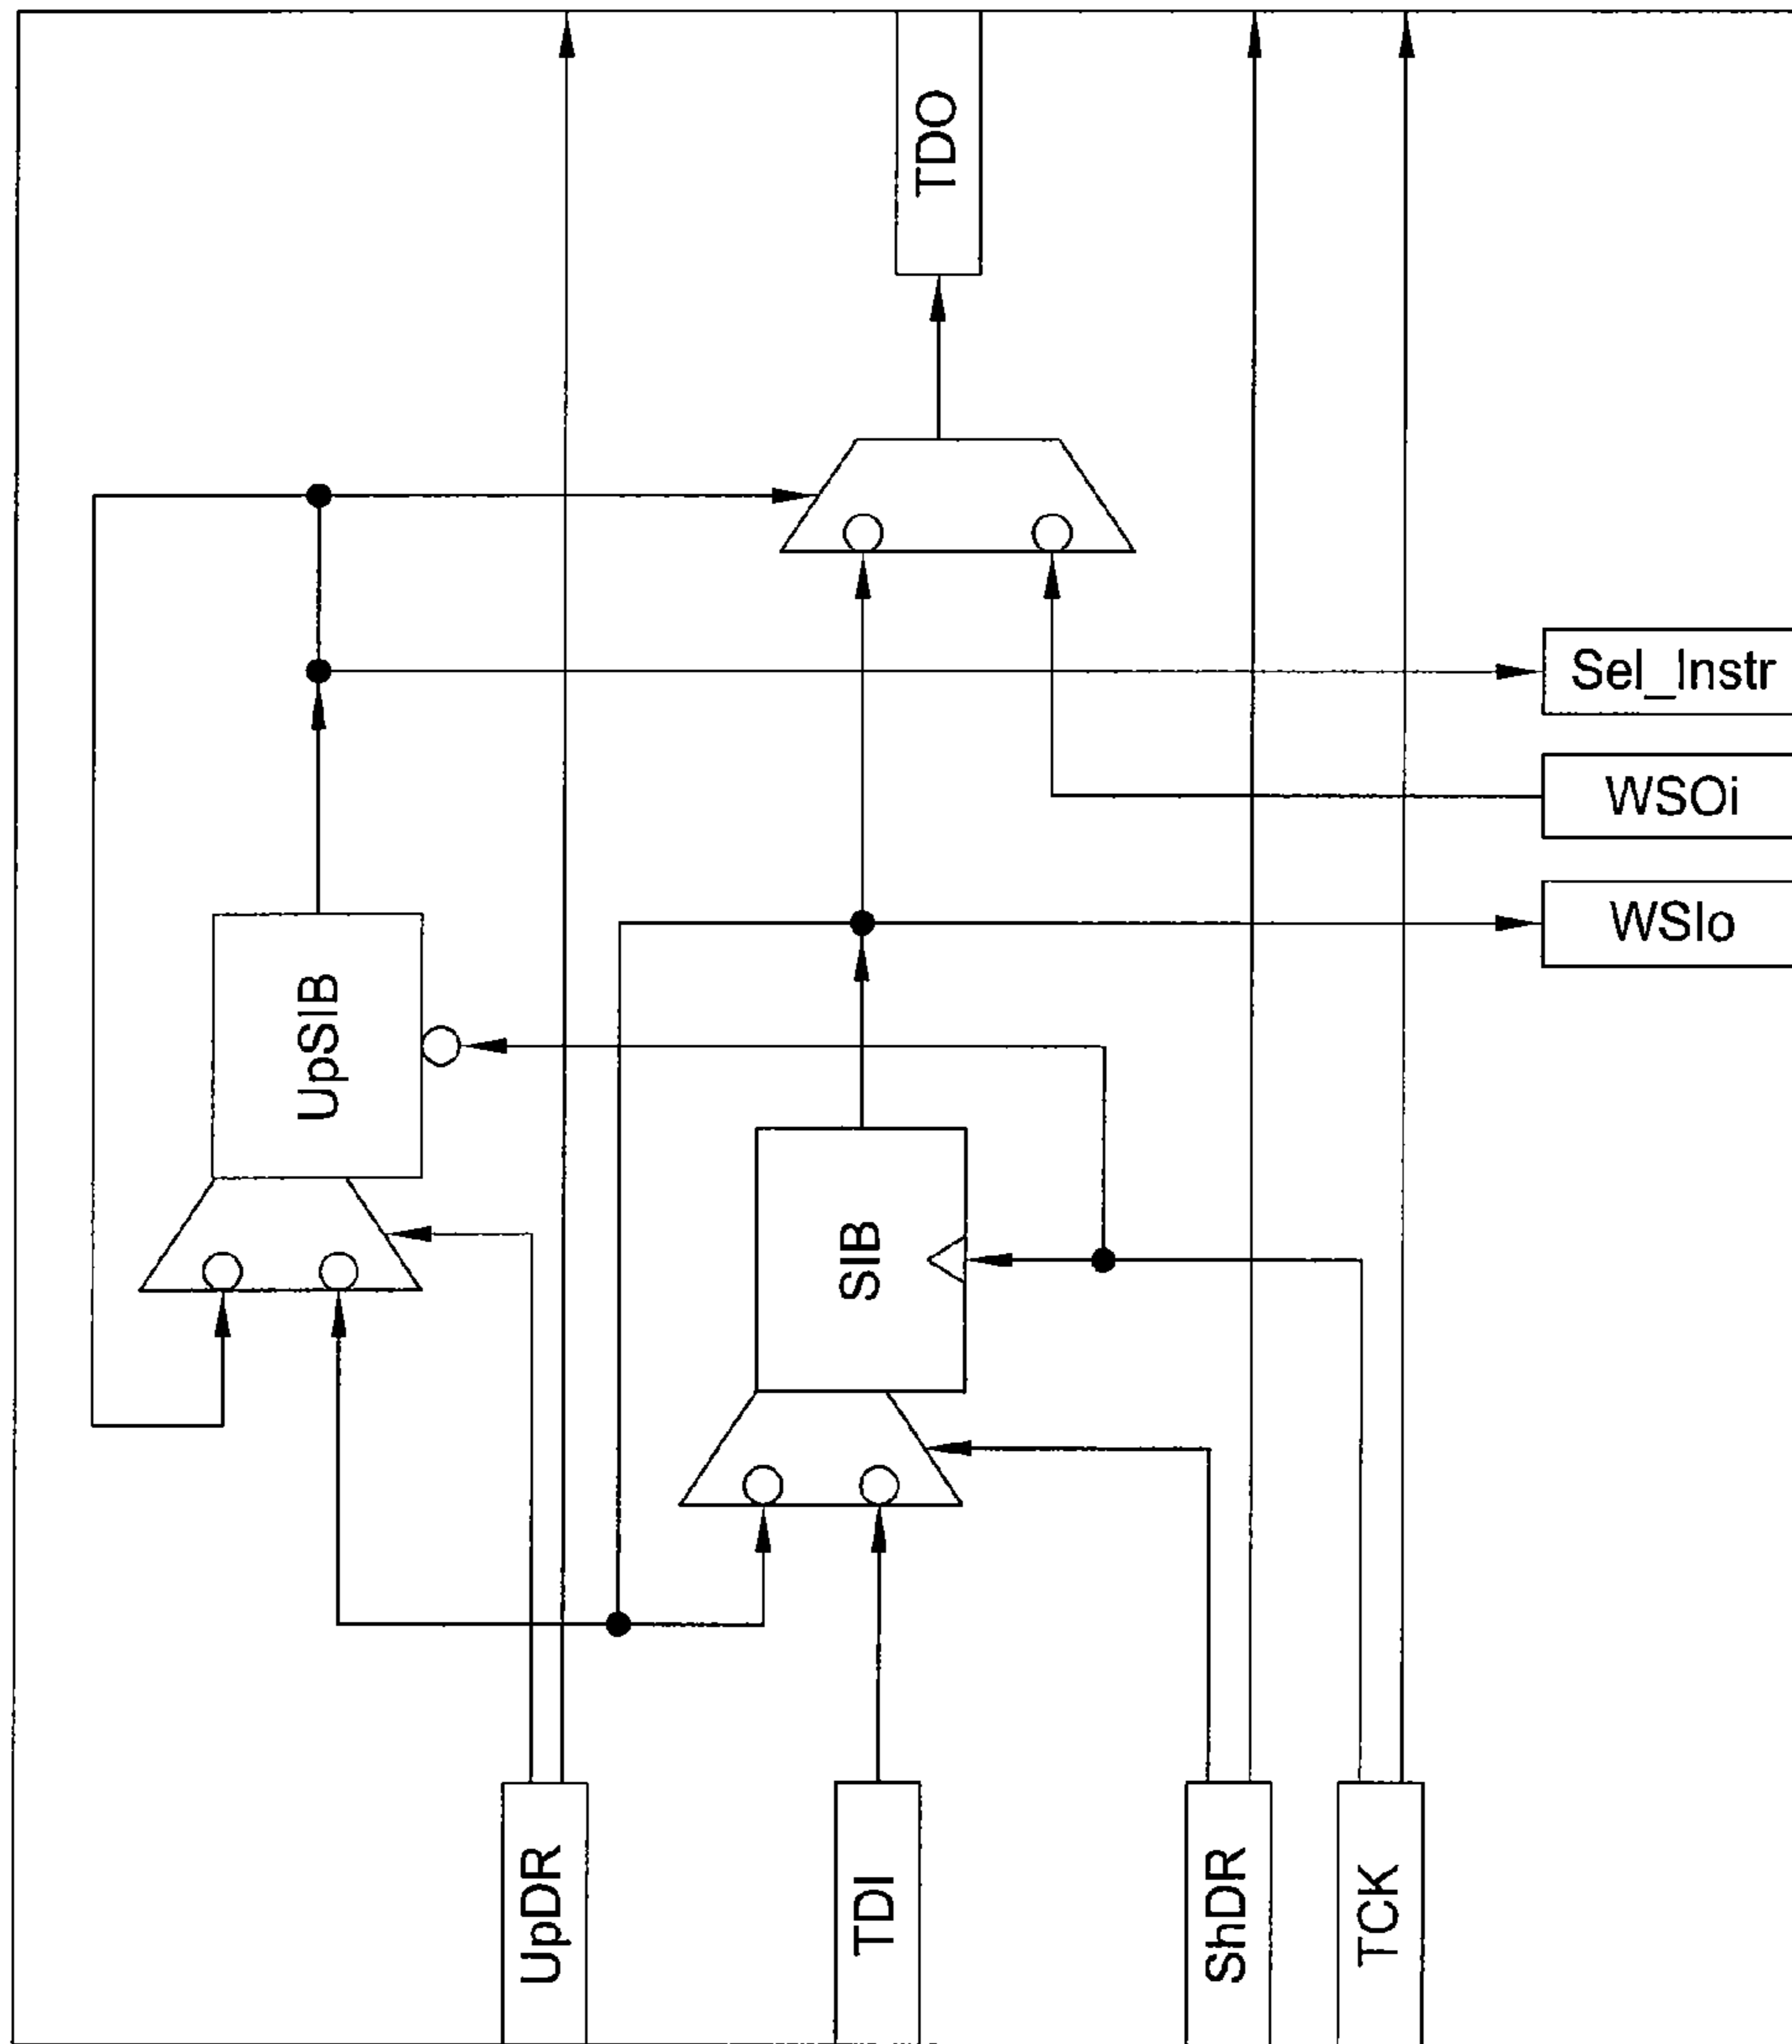 TDO
Sel_Instr
WSOi
WSIo
UpSIB
SIB
UpDR
TDI
ShDR
TCK